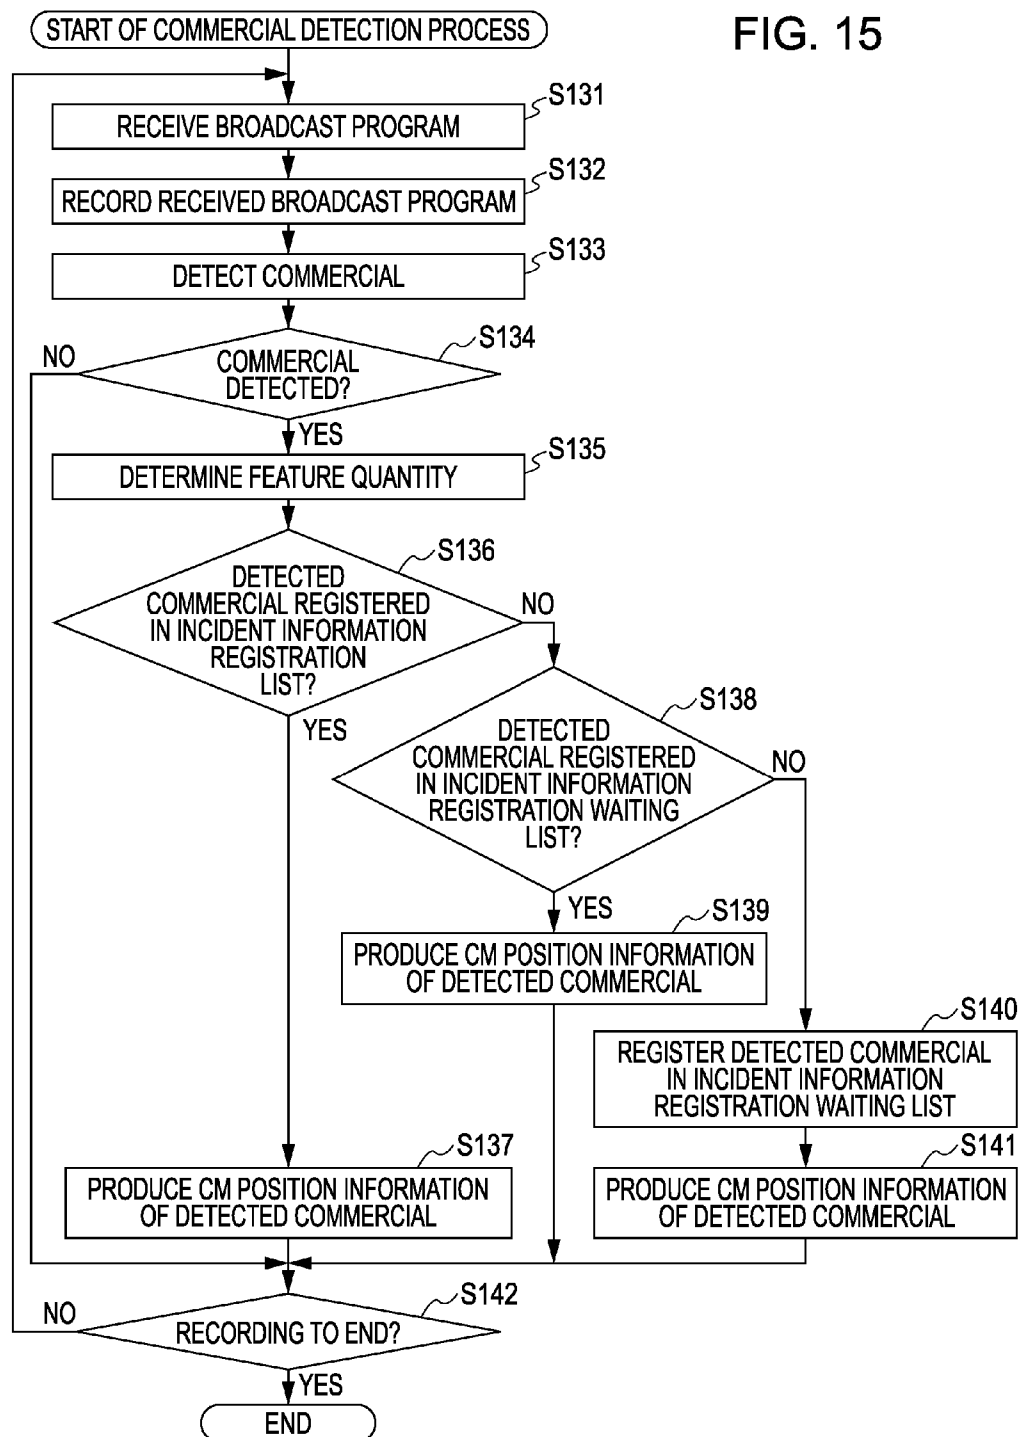 START OF COMMERCIAL DETECTION PROCESS
FIG. 15
S131
RECEIVE BROADCAST PROGRAM
S132
RECORD RECEIVED BROADCAST PROGRAM
S133
DETECT COMMERCIAL
S134
NO
COMMERCIAL
DETECTED?
YES
S135
DETERMINE FEATURE QUANTITY
S136
DETECTED
COMMERCIAL REGISTERED
IN INCIDENT INFORMATION
REGISTRATION
LIST?
NO
YES
S138
DETECTED
COMMERCIAL REGISTERED
IN INCIDENT INFORMATION
REGISTRATION WAITING
LIST?
NO
YES
S139
PRODUCE CM POSITION INFORMATION
OF DETECTED COMMERCIAL
S140
REGISTER DETECTED COMMERCIAL
IN INCIDENT INFORMATION
REGISTRATION WAITING LIST
S137
PRODUCE CM POSITION INFORMATION
OF DETECTED COMMERCIAL
S141
PRODUCE CM POSITION INFORMATION
OF DETECTED COMMERCIAL
S142
NO
RECORDING TO END?
YES
END